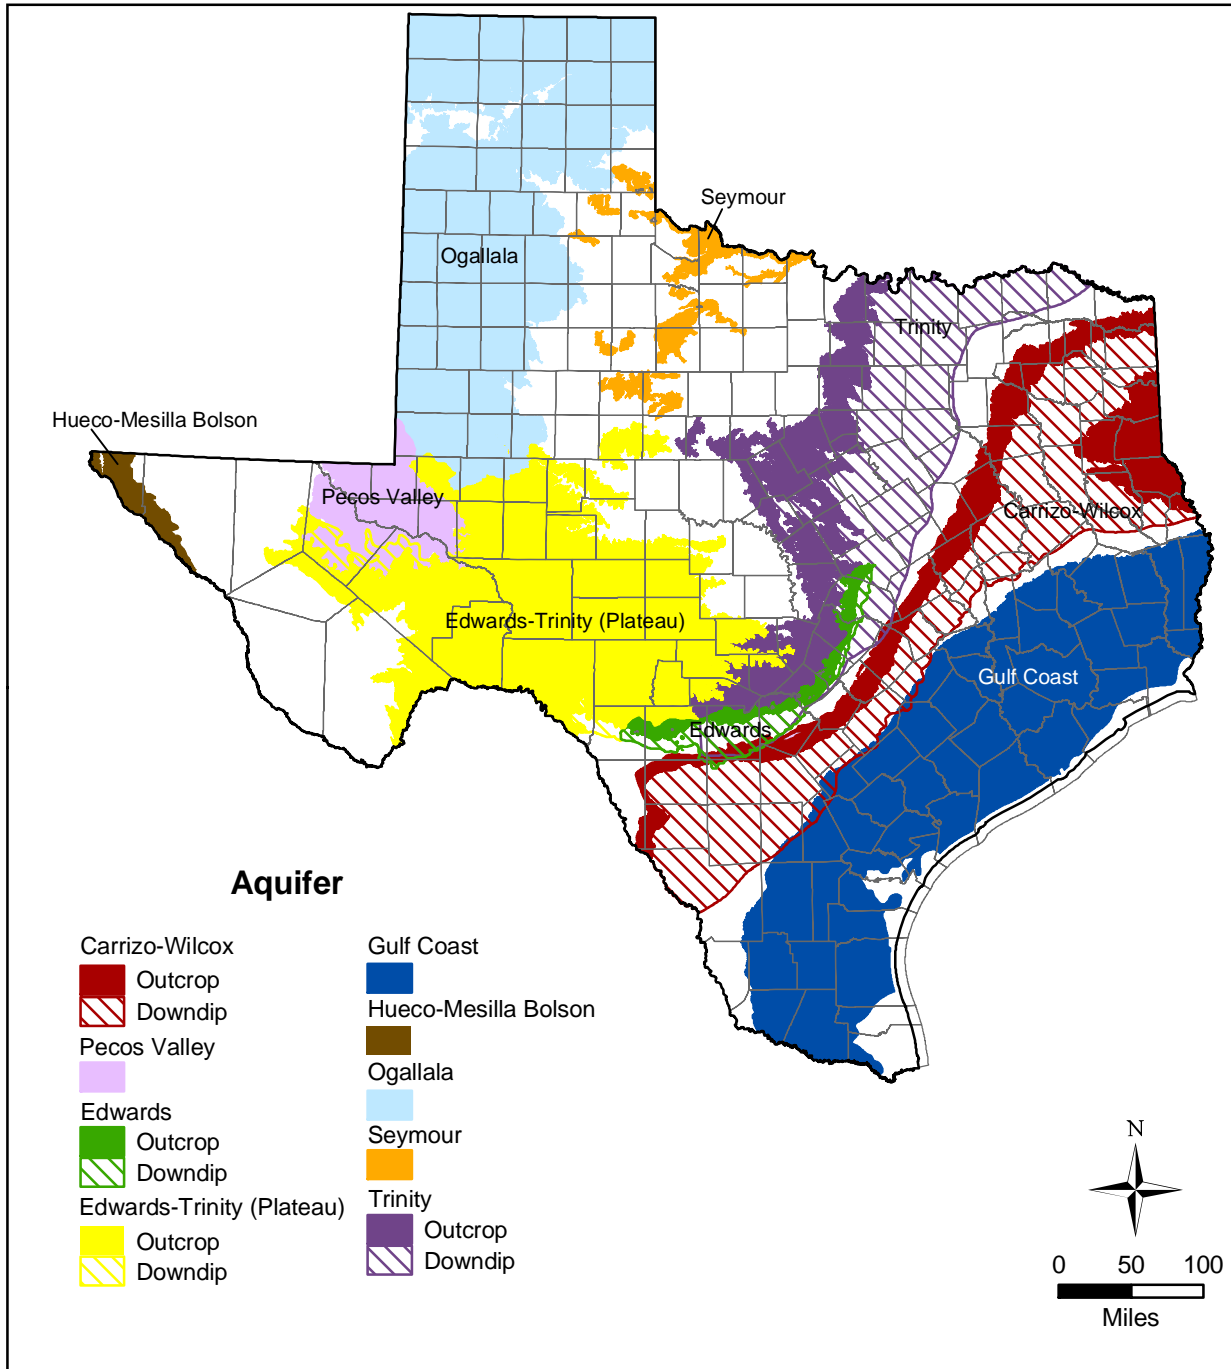 Seymour
Ogallala
Trinity
Hueco-Mesilla Bolson
Pecos Valley
Carrizo-Wilcox
Edwards-Trinity (Plateau)
Gulf Coast
Edwards
Aquifer
Carrizo-Wilcox
Outcrop
Downdip
Pecos Valley
Edwards
Outcrop
Downdip
Edwards-Trinity (Plateau)
Outcrop
Downdip
Gulf Coast
Hueco-Mesilla Bolson
Ogallala
Seymour
Trinity
Outcrop
Downdip
N
0 50 100
Miles